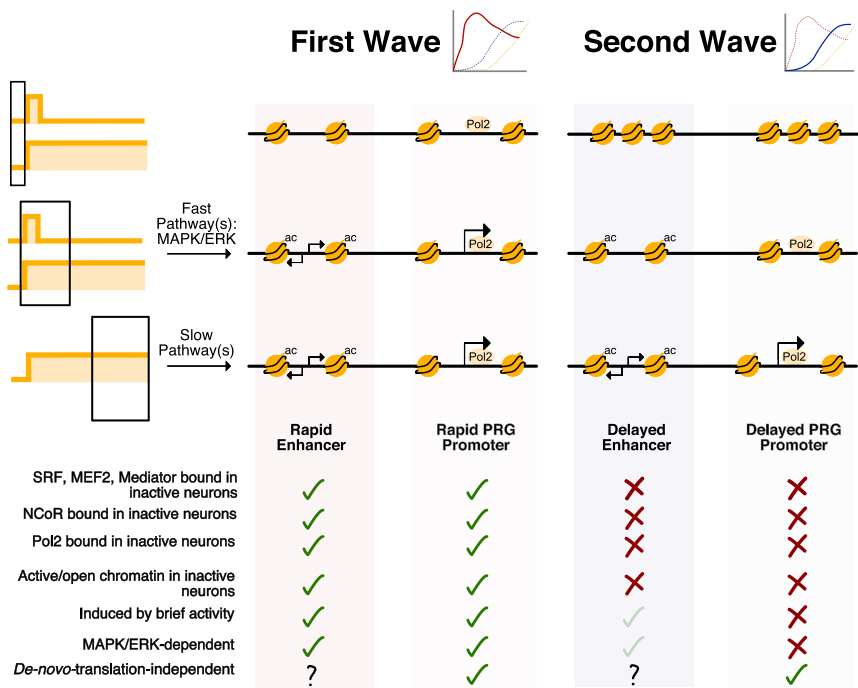 First Wave
Second Wave
Pol2
Fast
Pathway(s):
MAPK/ERK
ac
ac
Pol2
ac
ac
Pol2
Slow
Pathway(s)
ac
ac
Pol2
ac
ac
Pol2
Rapid
Enhancer
Rapid PRG
Promoter
Delayed
Enhancer
Delayed PRG
Promoter
SRF, MEF2, Mediator bound in
inactive neurons
NCoR bound in inactive neurons
Pol2 bound in inactive neurons
Active/open chromatin in inactive
neurons
Induced by brief activity
MAPK/ERK-dependent
De-novo-translation-independent
?
?